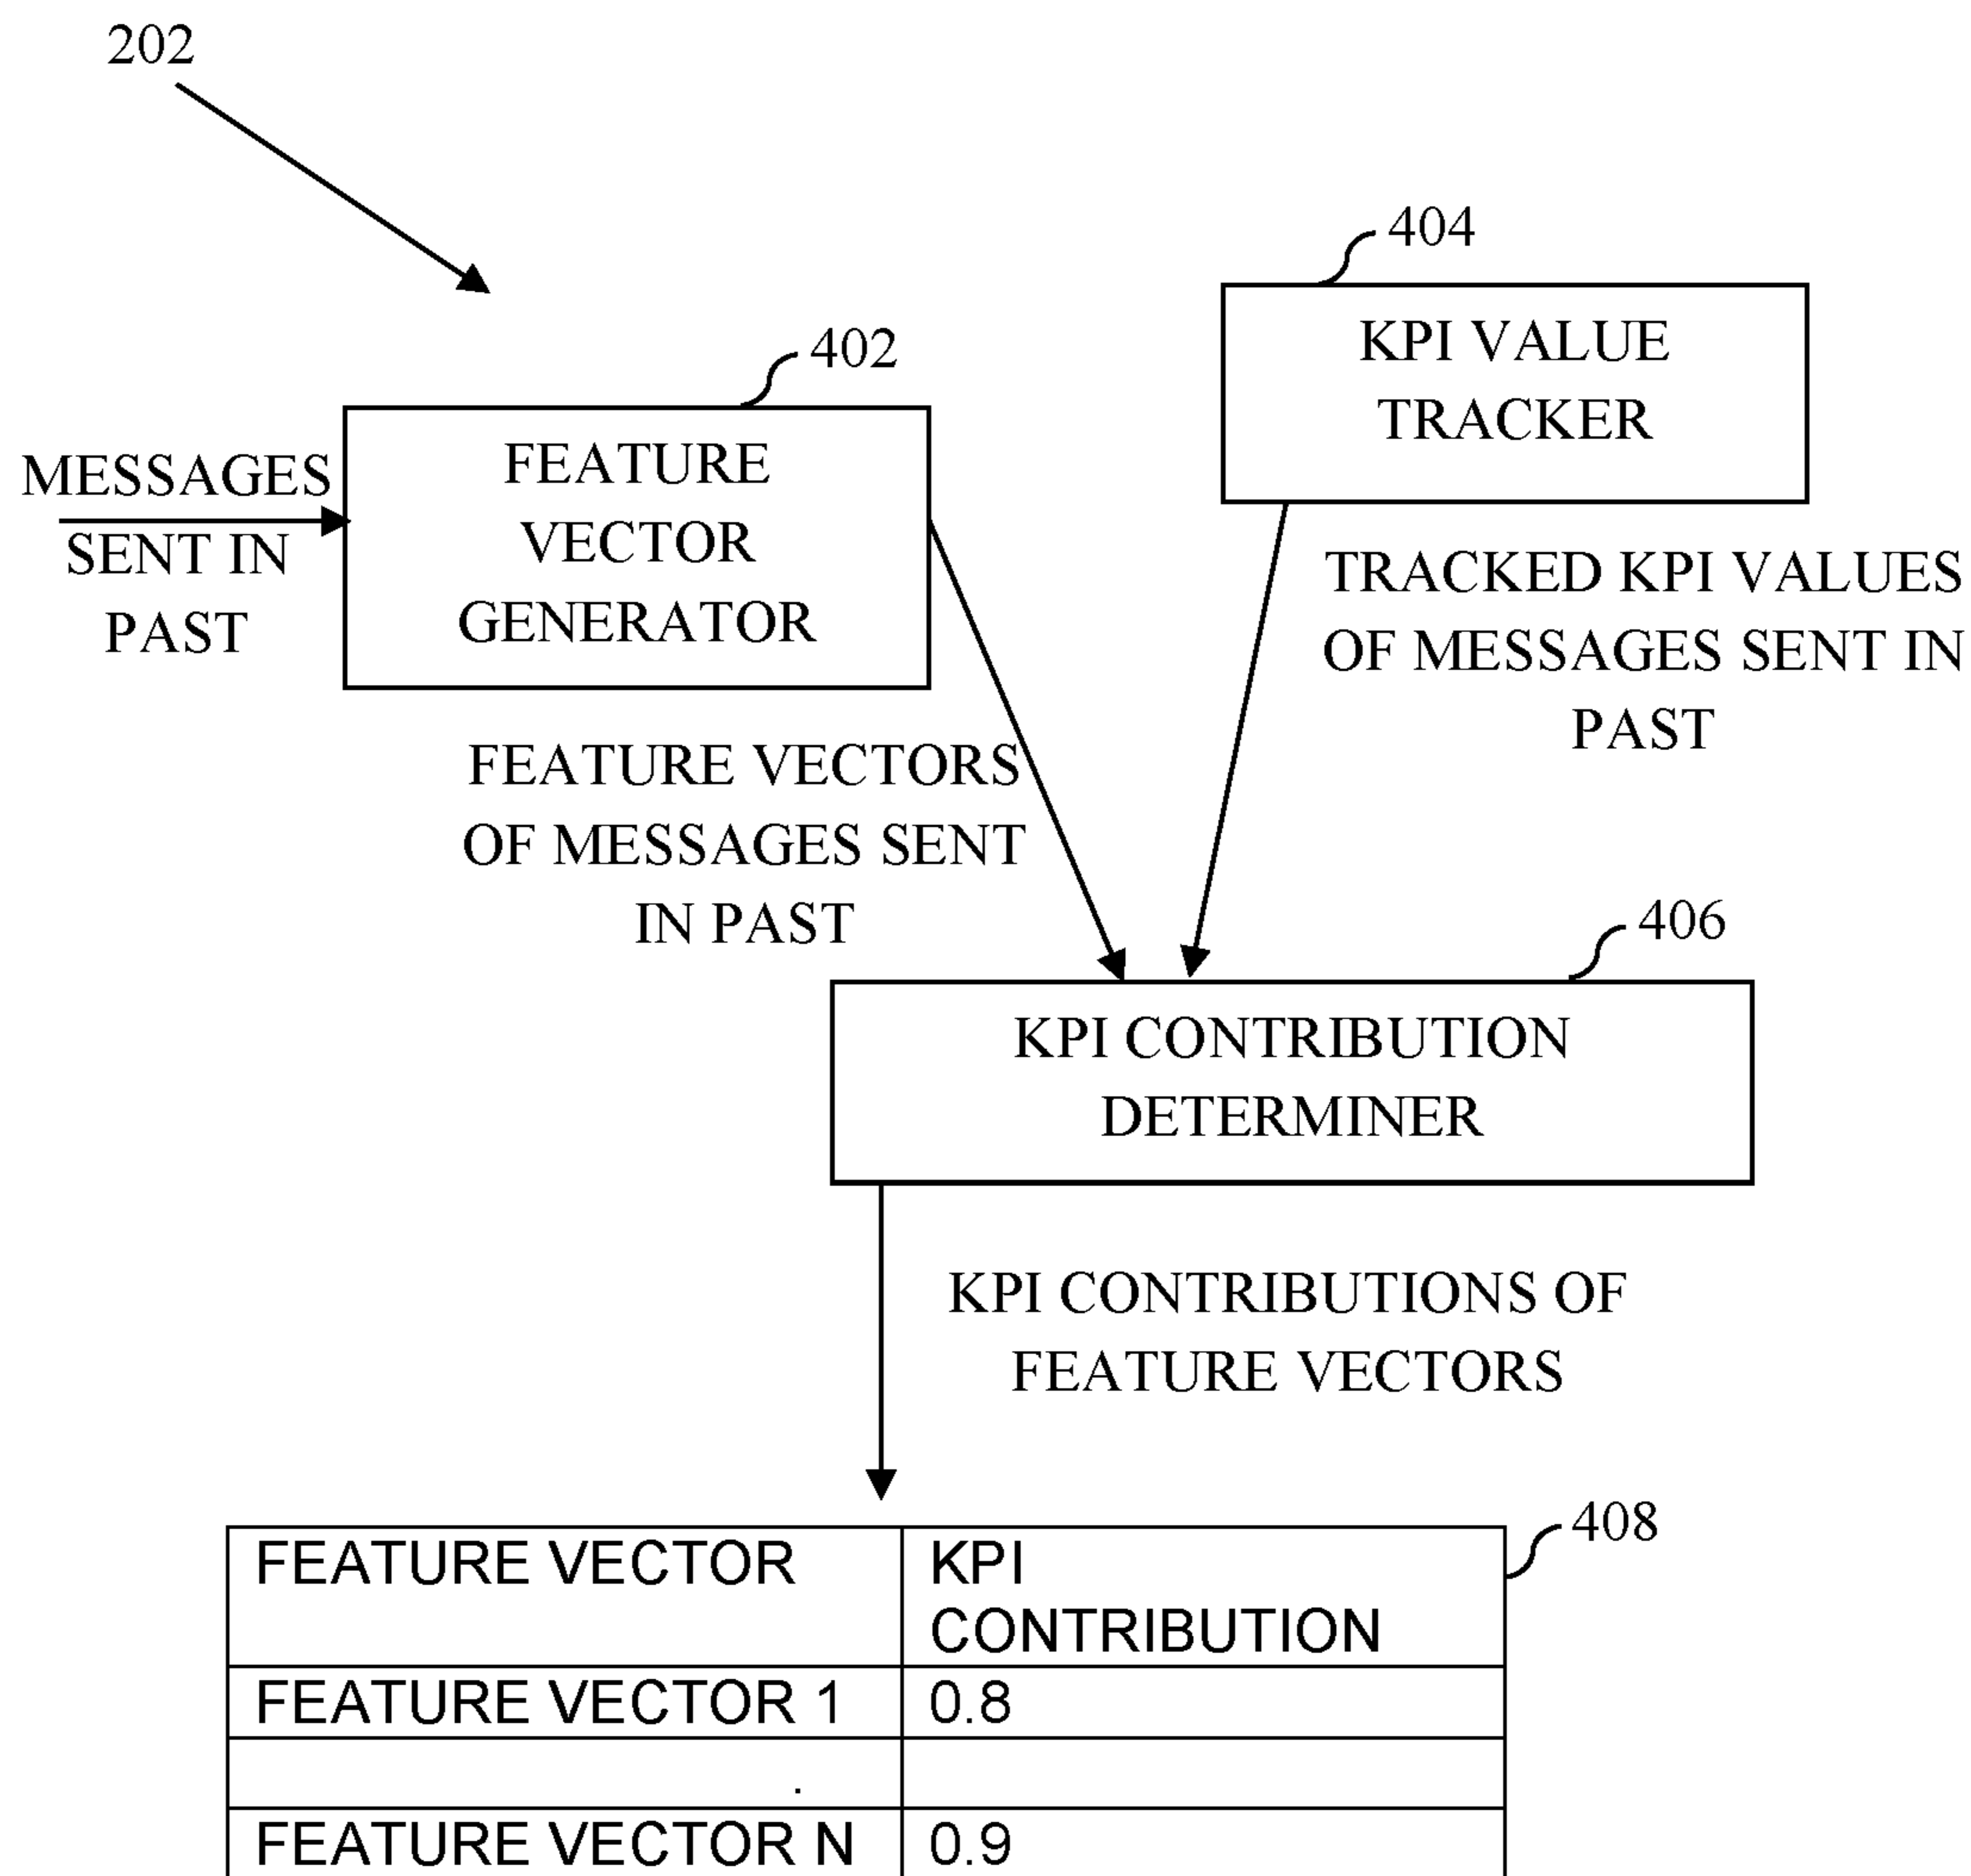 202
404
KPI VALUE
TRACKER
402
FEATURE
VECTOR
GENERATOR
MESSAGES
SENT IN
PAST
TRACKED KPI VALUES
OF MESSAGES SENT IN
PAST
FEATURE VECTORS
OF MESSAGES SENT
IN PAST
406
KPI CONTRIBUTION
DETERMINER
KPI CONTRIBUTIONS OF
FEATURE VECTORS
408
FEATURE VECTOR
KPI
CONTRIBUTION
FEATURE VECTOR 1
0.8
.
FEATURE VECTOR N
0.9